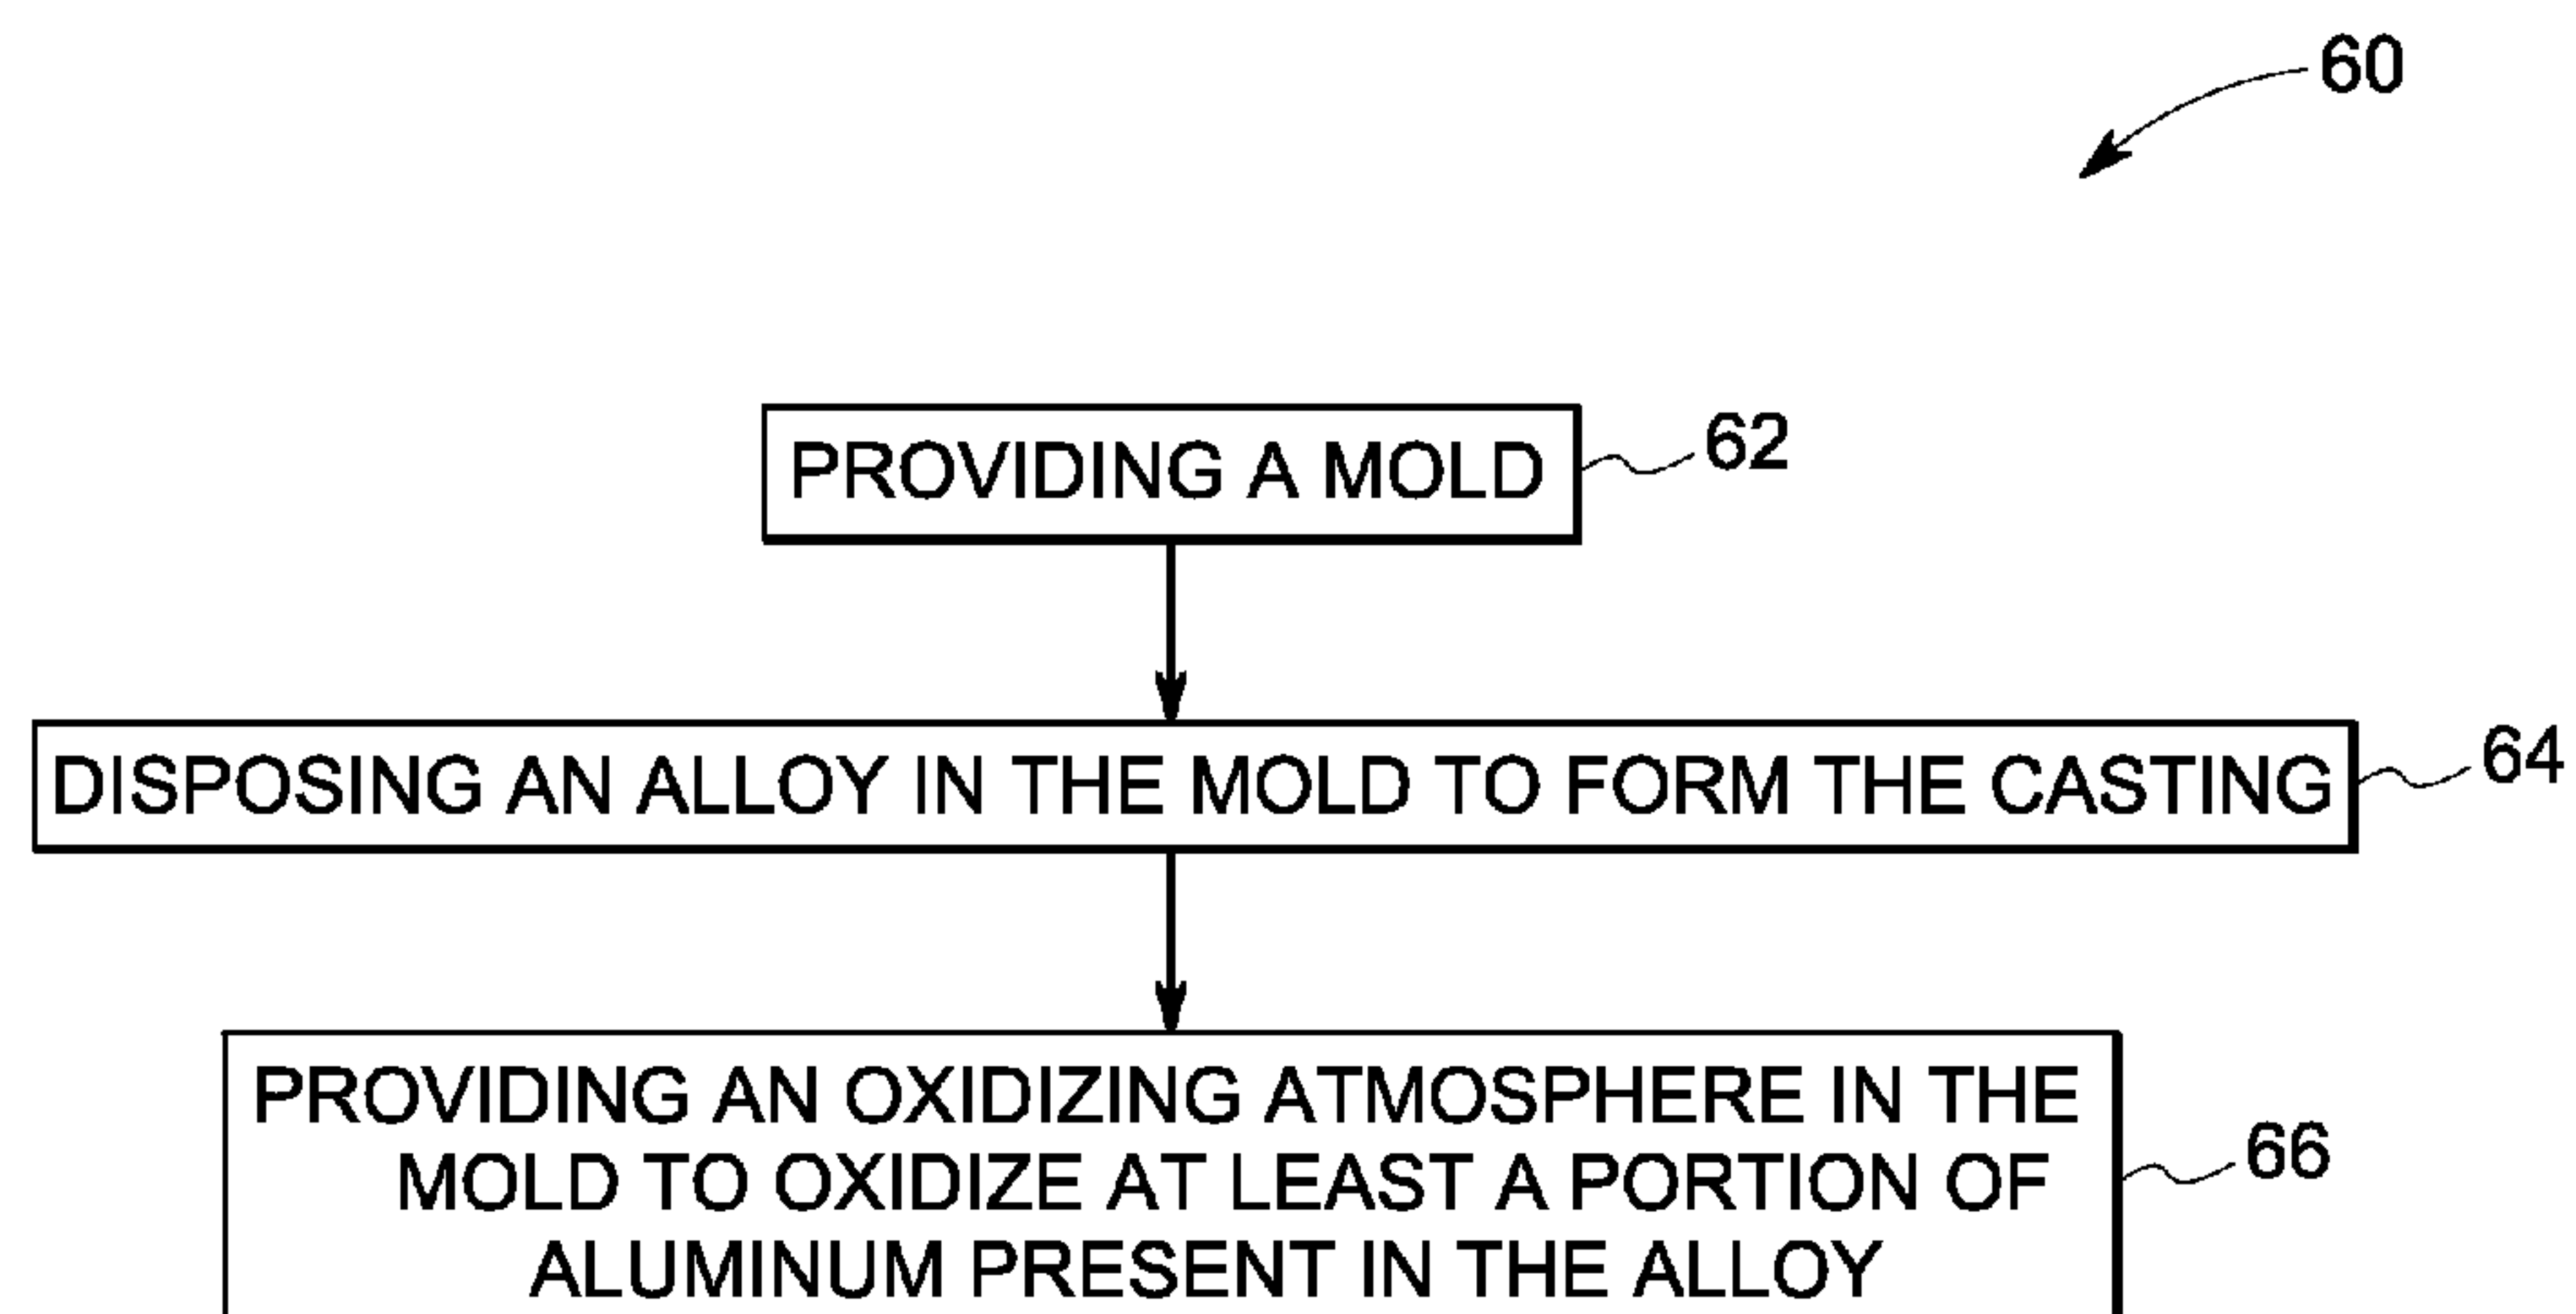 60
PROVIDING A MOLD
62
DISPOSING AN ALLOY IN THE MOLD TO FORM THE CASTING
64
PROVIDING AN OXIDIZING ATMOSPHERE IN THE
MOLD TO OXIDIZE AT LEAST A PORTION OF
ALUMINUM PRESENT IN THE ALLOY
66